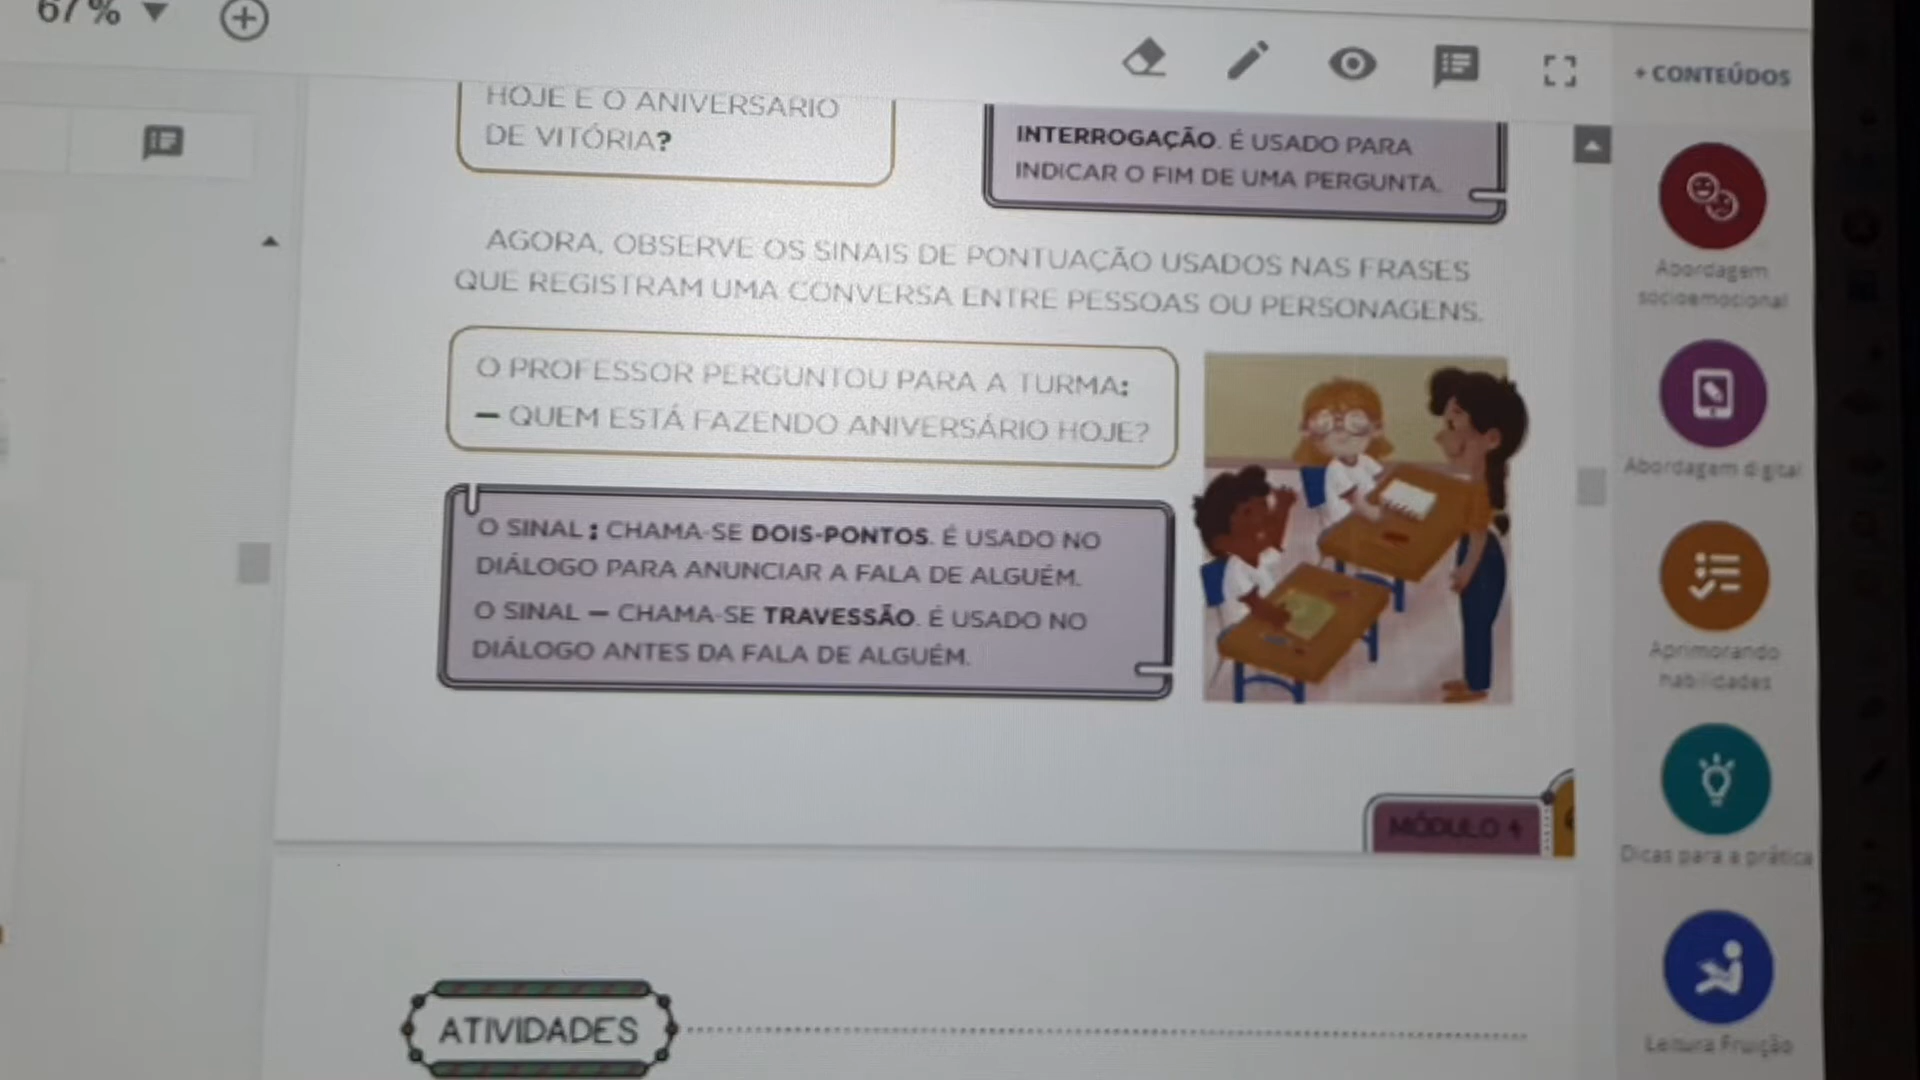 67%
+ CONTEÚDOS
HOJE É O ANIVERSÁRIO
DE VITÓRIA?
INTERROGAÇÃO. É USADO PARA
INDICAR O FIM DE UMA PERGUNTA.
AGORA, OBSERVE OS SINAIS DE PONTUAÇÃO USADOS NAS FRASES
QUE REGISTRAM UMA CONVERSA ENTRE PESSOAS OU PERSONAGENS.
O PROFESSOR PERGUNTOU PARA A TURMA:
— QUEM ESTÁ FAZENDO ANIVERSÁRIO HOJE?
O SINAL : CHAMA-SE DOIS-PONTOS. É USADO NO
DIÁLOGO PARA ANUNCIAR A FALA DE ALGUÉM.
O SINAL — CHAMA-SE TRAVESSÃO. É USADO NO
DIÁLOGO ANTES DA FALA DE ALGUÉM.
MÓDULO 4
ATIVIDADES
Abordagem
socioemocional
Abordagem digital
Aprimorando
habilidades
Dicas para a prática
Leitura Fruição